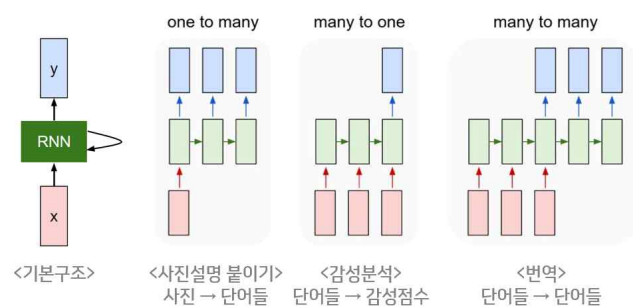 one to many
many to one
many to many
y
RNN
x
<기본구조>
<사진설명 붙이기>
사진 → 단어들
<감성분석>
단어들 → 감성점수
<번역>
단어들 → 단어들